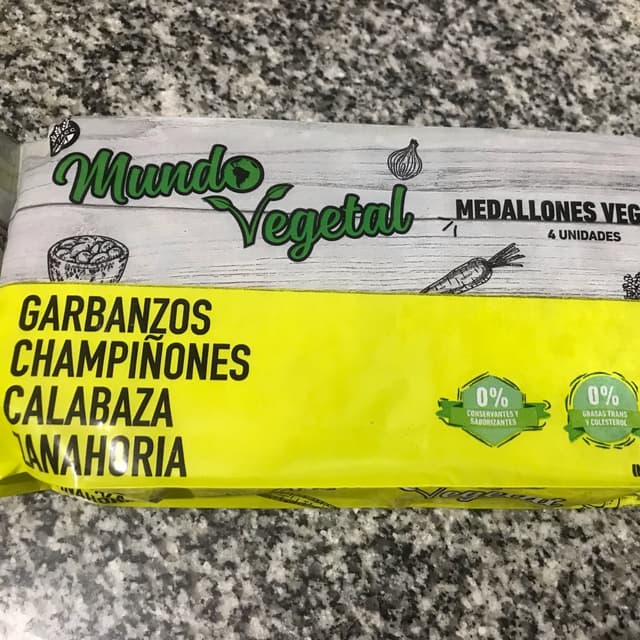 Mundo
Vegetal
MEDALLONES VEG
4 UNIDADES
GARBANZOS
CHAMPIÑONES
CALABAZA
ZANAHORIA
0%
CONSERVANTES Y
SABORIZANTES
0%
GRASAS TRANS
Y COLESTEROL